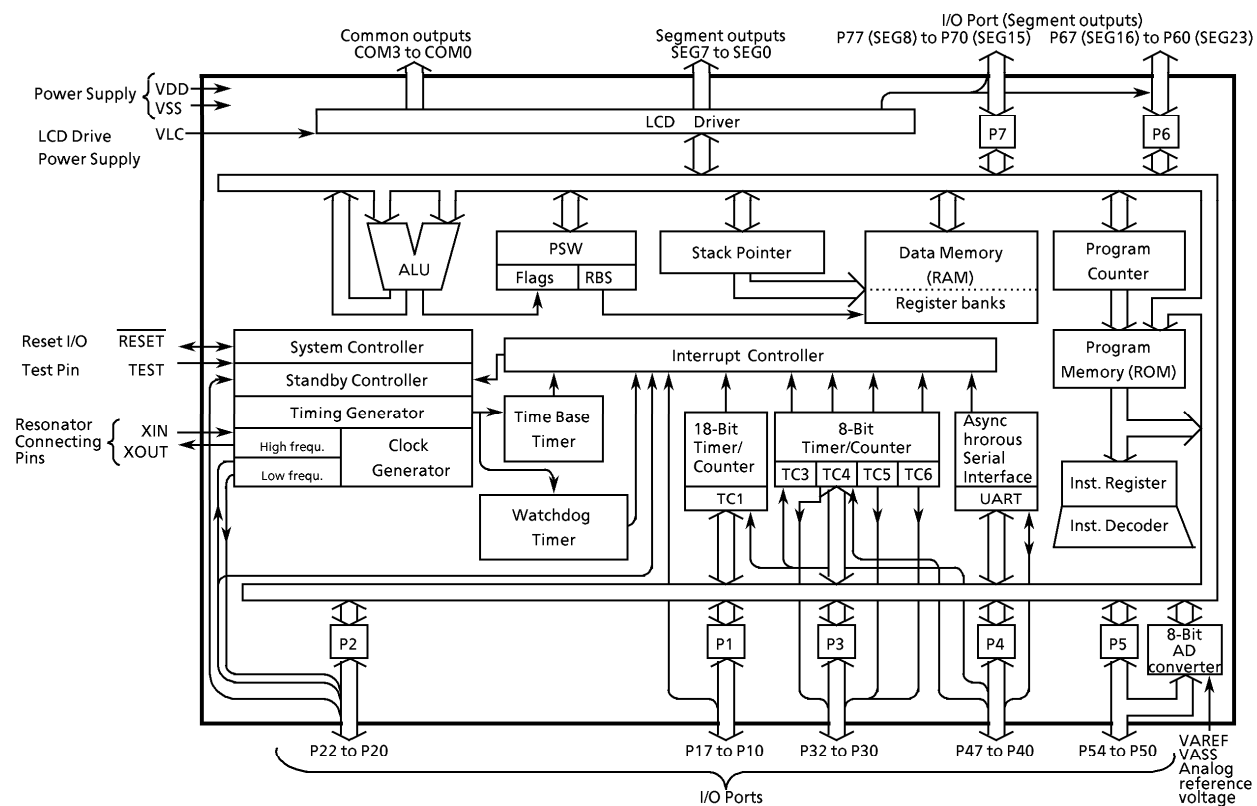 I/O Port (Segment outputs)
Common outputs
COM3 to COM0
Segment outputs
SEG7 to SEG0
P77 (SEG8) to P70 (SEG15)
P67 (SEG16) to P60 (SEG23)
Power Supply
VDD
VSS
LCD Drive
Power Supply
VLC
LCD Driver
P7
P6
ALU
PSW
Flags
RBS
Stack Pointer
Data Memory
(RAM)
Register banks
Program
Counter
Reset I/O
RESET
Test Pin
TEST
System Controller
Standby Controller
Timing Generator
High frequ.
Low frequ.
Clock
Generator
Interrupt Controller
Program
Memory (ROM)
Resonator
Connecting
Pins
XIN
XOUT
Time Base
Timer
Watchdog
Timer
18-Bit
Timer/
Counter
TC1
8-Bit
Timer/Counter
TC3
TC4
TC5
TC6
Async
hrorous
Serial
Interface
UART
Inst. Register
Inst. Decoder
P2
P1
P3
P4
P5
8-Bit
AD
converter
P22 to P20
P17 to P10
P32 to P30
P47 to P40
P54 to P50
VAREF
VASS
Analog
reference
voltage
I/O Ports